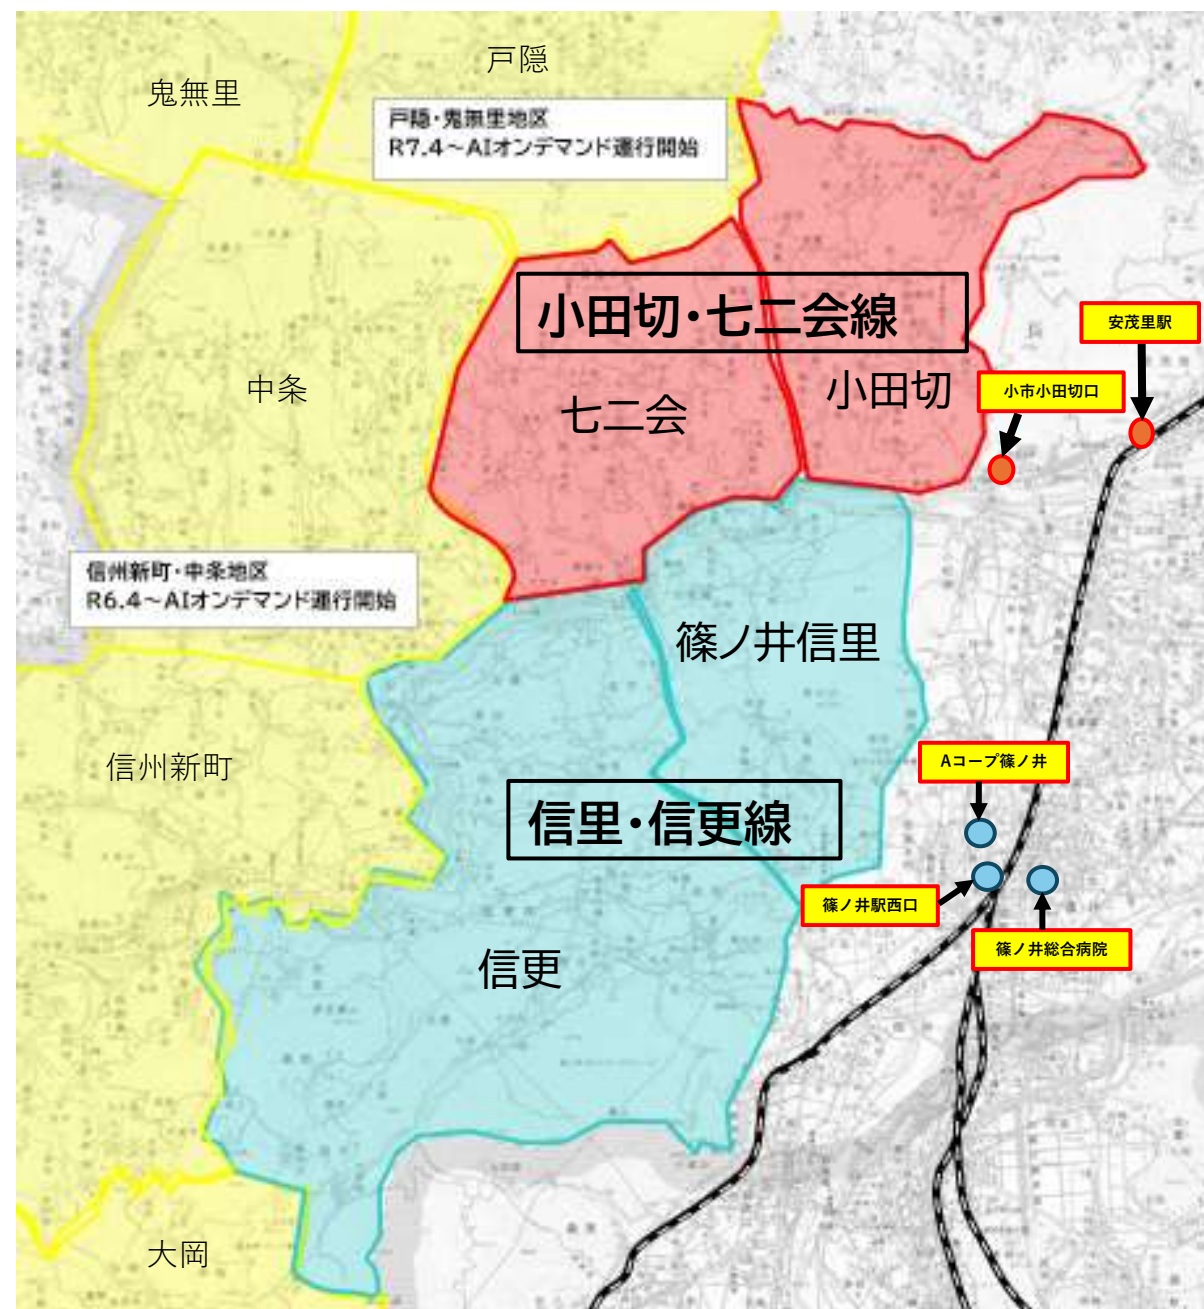 戸隠
鬼無里
戸隠・鬼無里地区
R7.4～AIオンデマンド運行開始
小田切・七二会線
安茂里駅
小田切
中条
小市小田切口
七二会
信州新町・中条地区
R6.4～AIオンデマンド運行開始
篠ノ井信里
信州新町
Aコープ篠ノ井
信里・信更線
篠ノ井駅西口
篠ノ井総合病院
信更
大岡